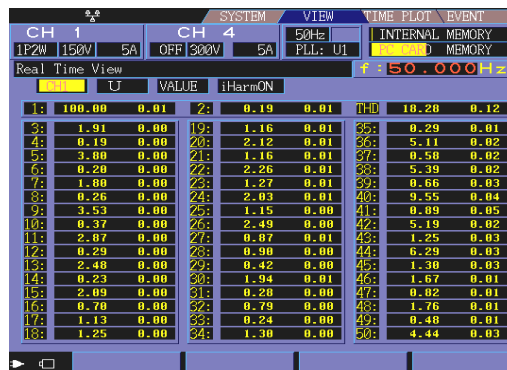 SYSTEM VIEW TIME PLOT EVENT
CH 1 CH 4 50Hz INTERNAL MEMORY
1P2W 150V 5A OFF 300V 5A PLL: U1 PC CARD MEMORY
Real Time View f:50.000Hz
CH1 U VALUE iHarmON
1: 100.00 0.01 2: 0.19 0.01 THD 18.28 0.12
3: 1.91 0.00 19: 1.16 0.01 35: 0.29 0.01
4: 0.19 0.00 20: 2.12 0.01 36: 5.11 0.02
5: 3.80 0.00 21: 1.16 0.01 37: 0.58 0.02
6: 0.20 0.00 22: 2.26 0.01 38: 5.39 0.02
7: 1.80 0.00 23: 1.27 0.01 39: 0.66 0.03
8: 0.26 0.00 24: 2.03 0.01 40: 9.55 0.04
9: 3.53 0.00 25: 1.15 0.00 41: 0.89 0.05
10: 0.37 0.00 26: 2.49 0.00 42: 5.19 0.02
11: 2.87 0.00 27: 0.87 0.01 43: 1.25 0.03
12: 0.29 0.00 28: 0.90 0.00 44: 6.29 0.03
13: 2.48 0.00 29: 0.42 0.00 45: 1.30 0.03
14: 0.23 0.00 30: 1.94 0.01 46: 1.67 0.01
15: 2.09 0.00 31: 0.28 0.00 47: 0.82 0.01
16: 0.70 0.00 32: 0.79 0.00 48: 1.76 0.01
17: 1.13 0.00 33: 0.24 0.00 49: 0.48 0.01
18: 1.25 0.00 34: 1.30 0.00 50: 4.44 0.03